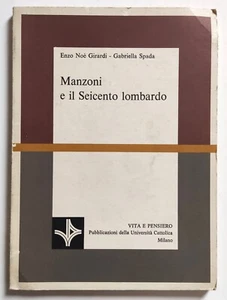 Enzo Noè Girardi - Gabriella Spada
Manzoni
e il Seicento lombardo
VITA E PENSIERO
Pubblicazioni della Università Cattolica
Milano